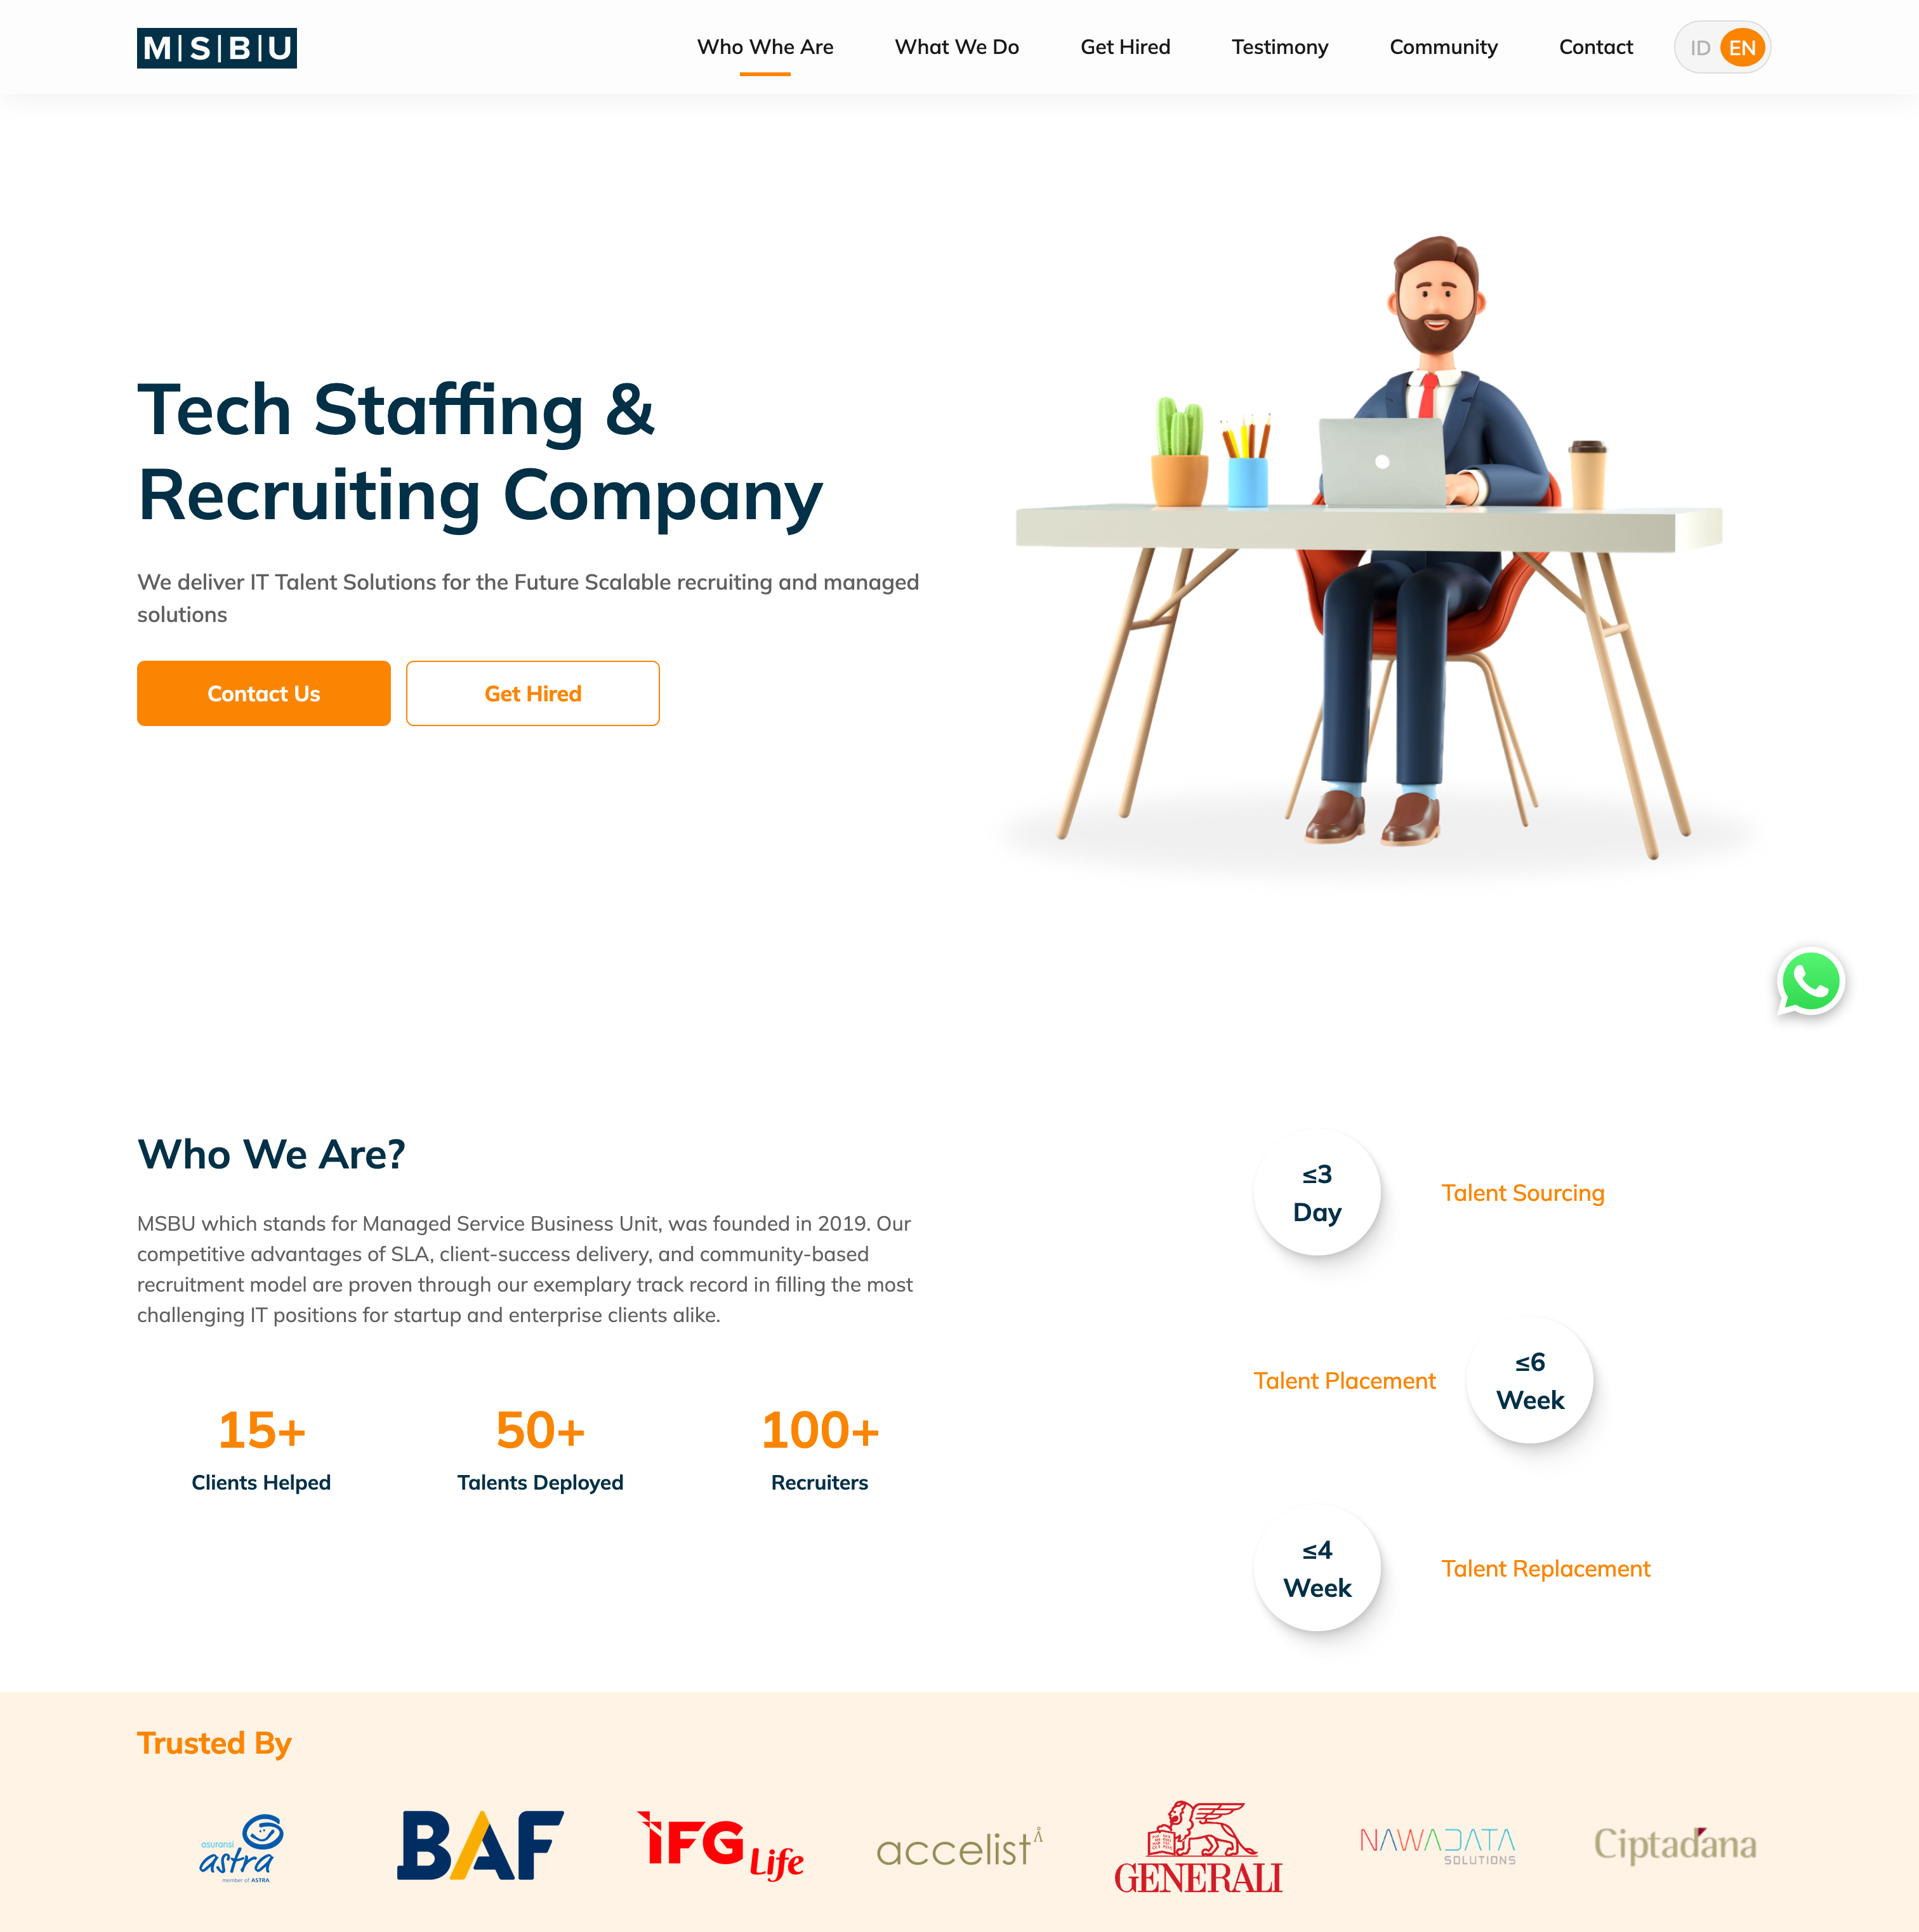 M|S|B|U
Who Whe Are
What We Do
Get Hired
Testimony
Community
Contact
ID EN
Tech Staffing &
Recruiting Company
We deliver IT Talent Solutions for the Future Scalable recruiting and managed
solutions
Contact Us
Get Hired
Who We Are?
MSBU which stands for Managed Service Business Unit, was founded in 2019. Our
competitive advantages of SLA, client-success delivery, and community-based
recruitment model are proven through our exemplary track record in filling the most
challenging IT positions for startup and enterprise clients alike.
15+
Clients Helped
50+
Talents Deployed
100+
Recruiters
≤3
Day
Talent Sourcing
Talent Placement
≤6
Week
≤4
Week
Talent Replacement
Trusted By
asuransi
astra
member of ASTRA
BAF
IFG Life
accelist
GENERALI
NAWADATA
SOLUTIONS
Ciptadana